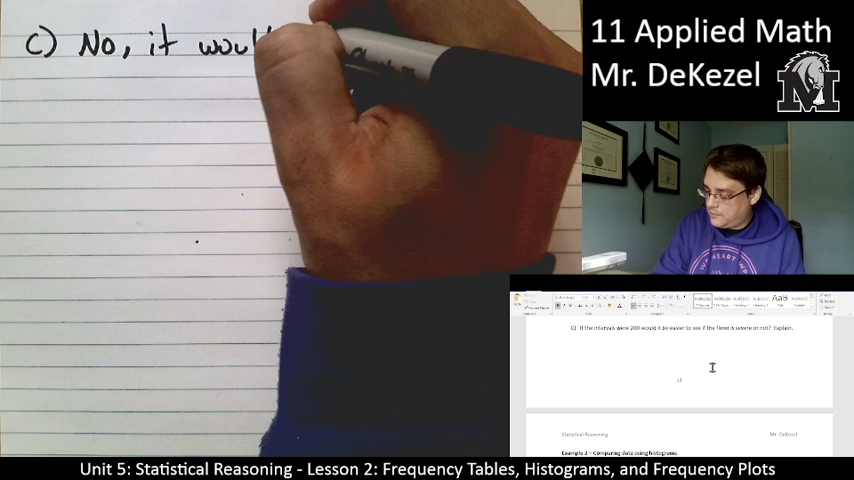 C) No, it woul
11 Applied Math
Mr. DeKezel
M
C) If the intervals were 200 would it be easier to see if the flood is severe or not? Explain.
Statistical Reasoning Mr. DeKezel
Example 2 – Comparing data using histograms
Unit 5: Statistical Reasoning - Lesson 2: Frequency Tables, Histograms, and Frequency Plots